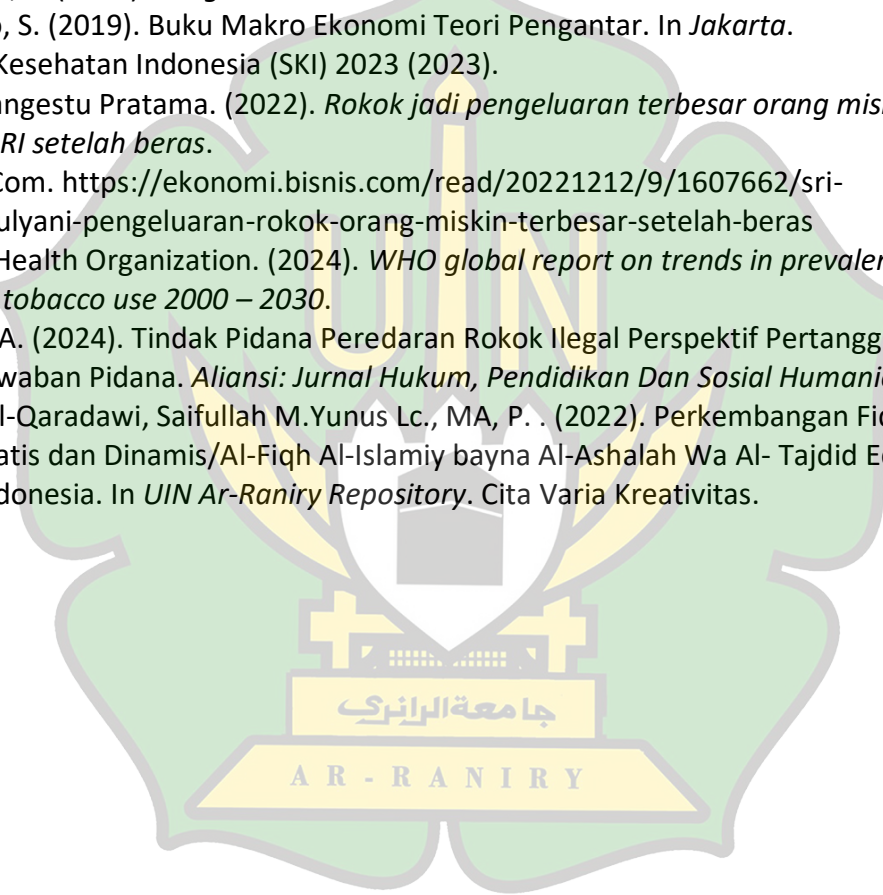 , S. (2019). Buku Makro Ekonomi Teori Pengantar. In Jakarta.
Kesehatan Indonesia (SKI) 2023 (2023).
angestu Pratama. (2022). Rokok jadi pengeluaran terbesar orang mis
RI setelah beras.
Com. https://ekonomi.bisnis.com/read/20221212/9/1607662/sri-
ulyani-pengeluaran-rokok-orang-miskin-terbesar-setelah-beras
Health Organization. (2024). WHO global report on trends in prevaler
tobacco use 2000 – 2030.
A. (2024). Tindak Pidana Peredaran Rokok Ilegal Perspektif Pertangg
waban Pidana. Aliansi: Jurnal Hukum, Pendidikan Dan Sosial Humani
l-Qaradawi, Saifullah M.Yunus Lc., MA, P. . (2022). Perkembangan Fi
atis dan Dinamis/Al-Fiqh Al-Islamiy bayna Al-Ashalah Wa Al- Tajdid E
donesia. In UIN Ar-Raniry Repository. Cita Varia Kreativitas.
UIN
جامعةالرانري
AR-RANIRY